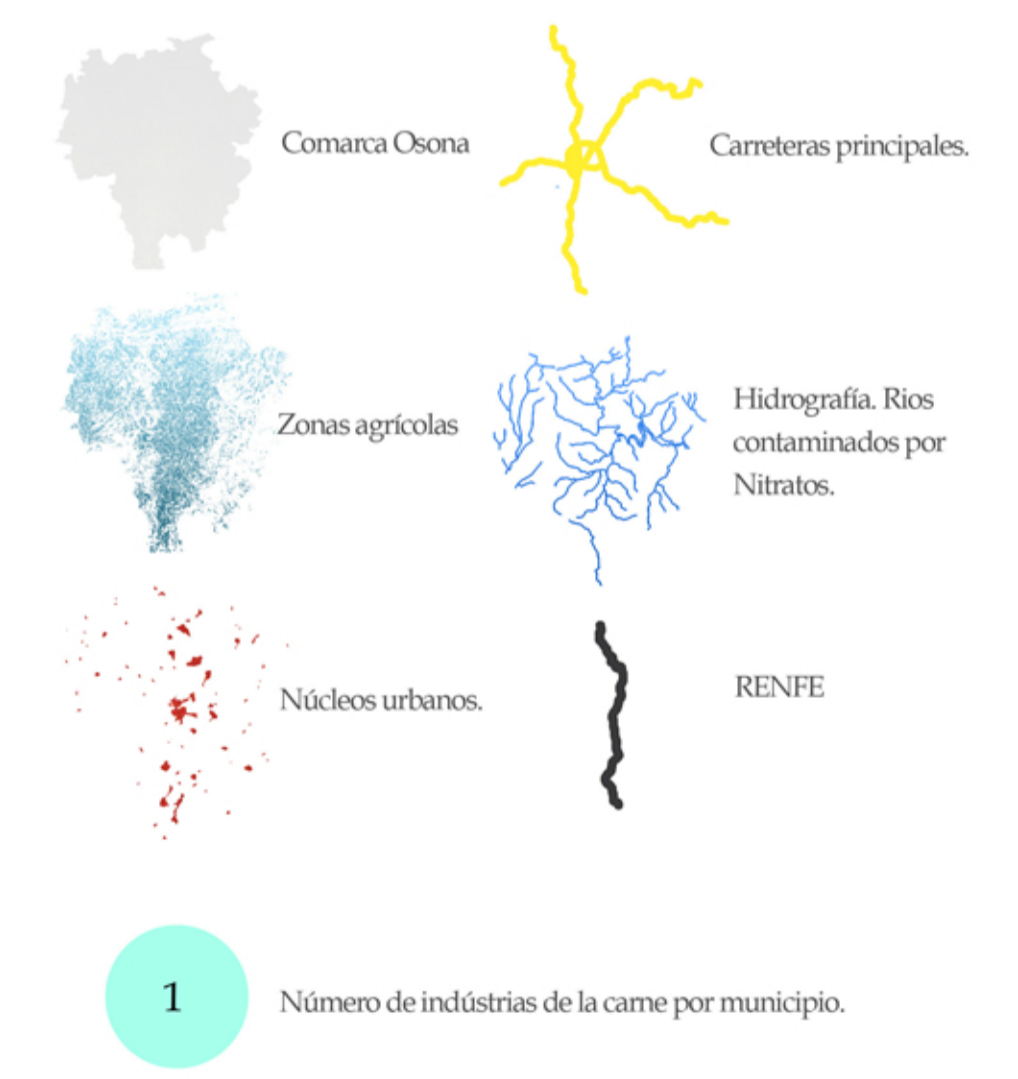 Comarca Osona
Carreteras principales.
Zonas agrícolas
Hidrografía. Rios
contaminados por
Nitratos.
Núcleos urbanos.
RENFE
1
Número de indústrias de la carne por municipio.